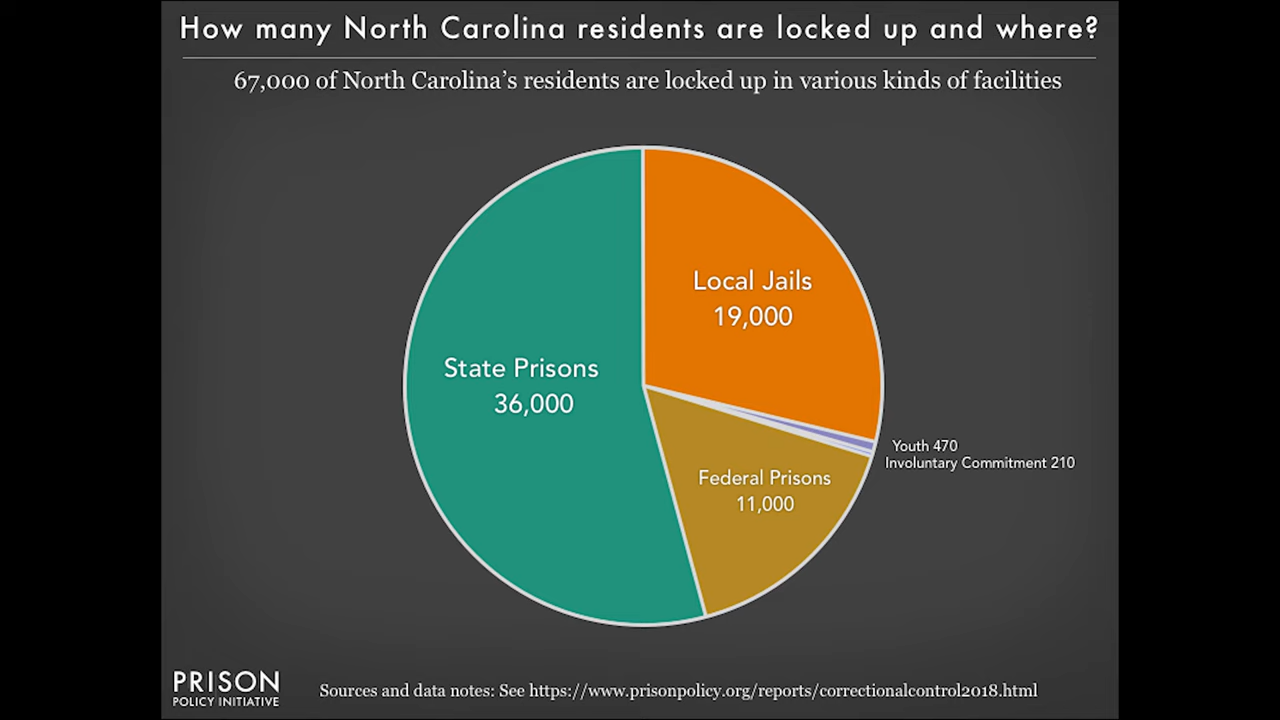 How many North Carolina residents are locked up and where?
67,000 of North Carolina’s residents are locked up in various kinds of facilities
Local Jails
19,000
State Prisons
36,000
Youth 470
Involuntary Commitment 210
Federal Prisons
11,000
PRISON
POLICY INITIATIVE
Sources and data notes: See https://www.prisonpolicy.org/reports/correctionalcontrol2018.html